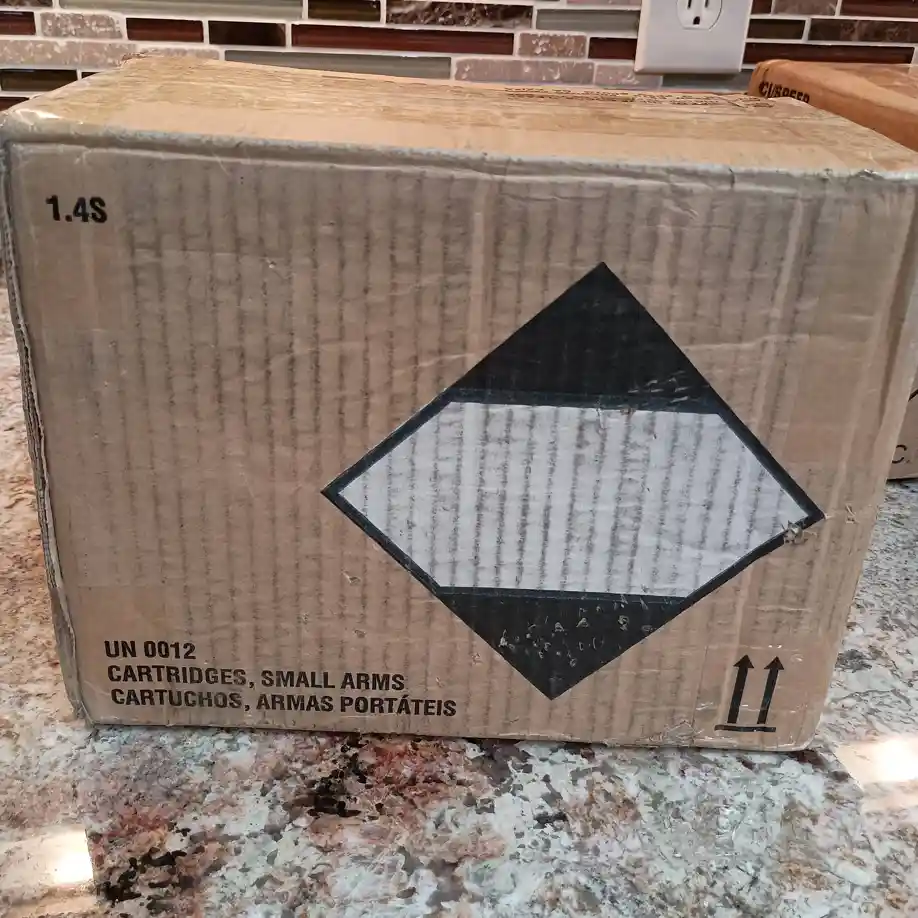 1.4S
UN 0012
CARTRIDGES, SMALL ARMS
CARTUCHOS, ARMAS PORTÁTEIS
C.